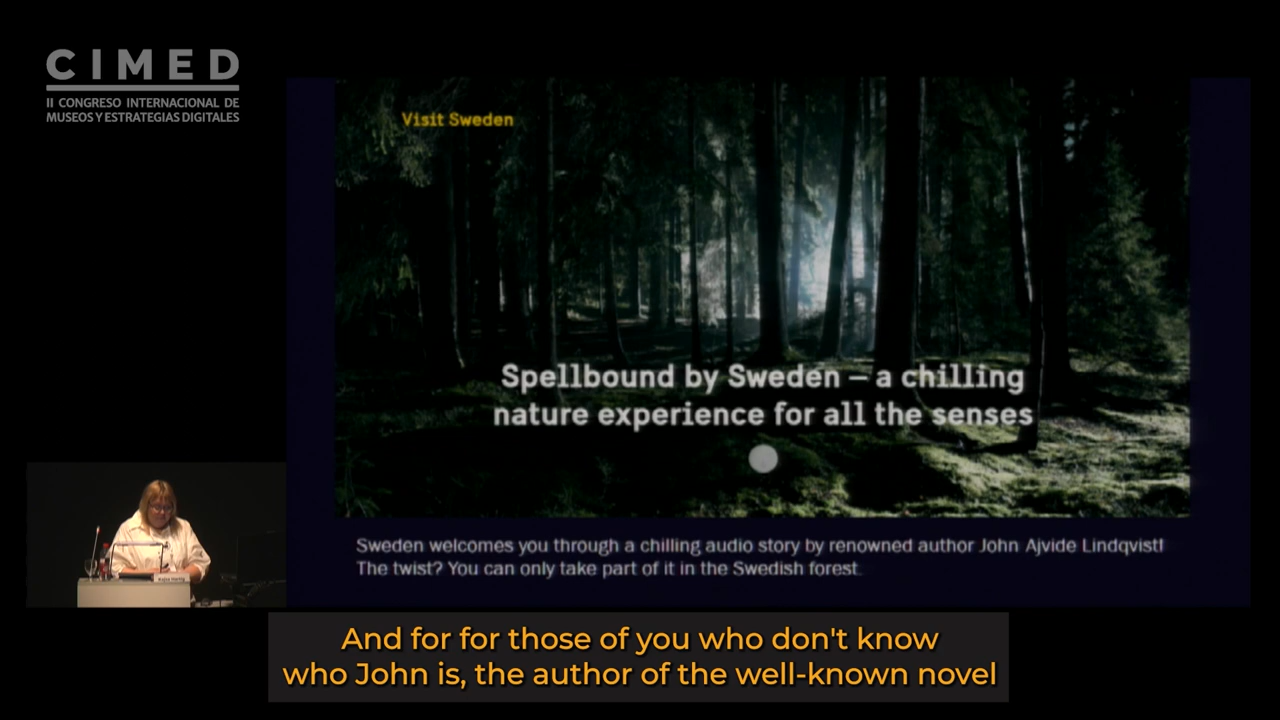 CIMED
II CONGRESO INTERNACIONAL DE
MUSEOS Y ESTRATEGIAS DIGITALES
Visit Sweden
Spellbound by Sweden – a chilling
nature experience for all the senses
Sweden welcomes you through a chilling audio story by renowned author John Ajvide Lindqvist!
The twist? You can only take part of it in the Swedish forest.
And for for those of you who don't know
who John is, the author of the well-known novel